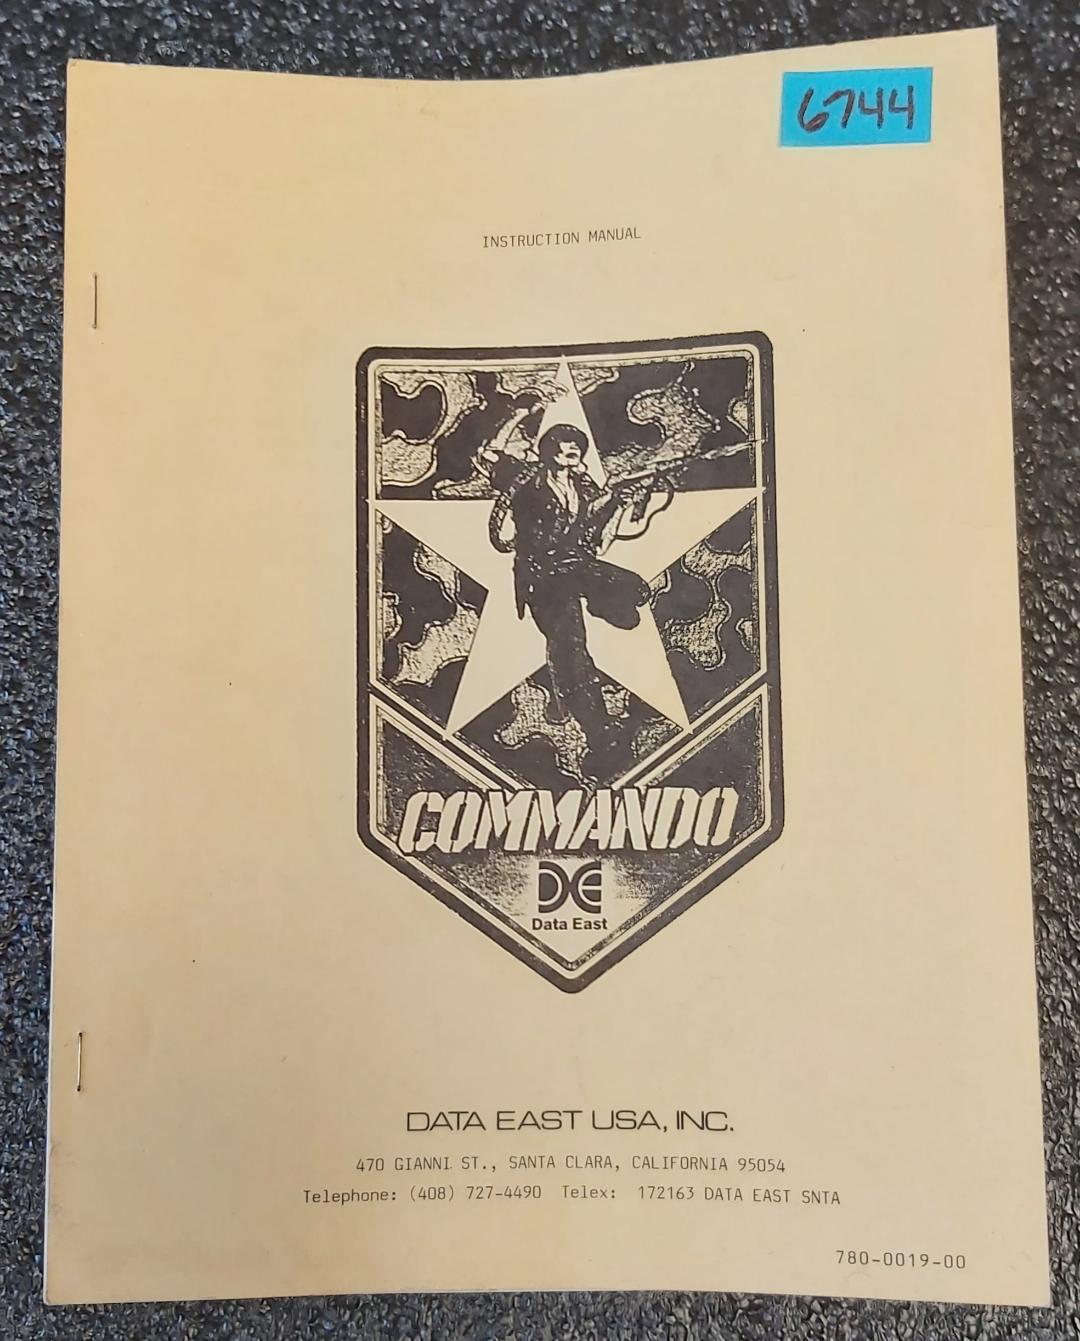 6744
INSTRUCTION MANUAL
COMMANDO
Data East
DATA EAST USA, INC.
470 GIANNI ST., SANTA CLARA, CALIFORNIA 95054
Telephone: (408) 727-4490 Telex: 172163 DATA EAST SNTA
780-0019-00